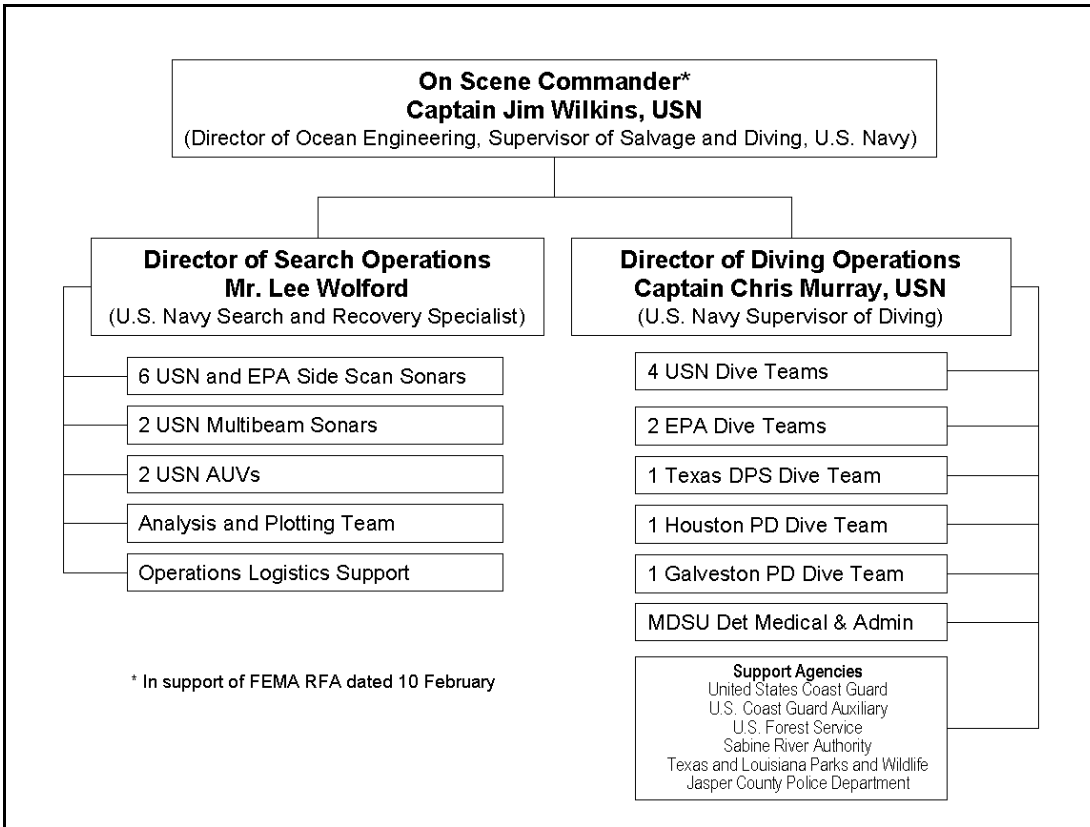 On Scene Commander*
Captain Jim Wilkins, USN
(Director of Ocean Engineering, Supervisor of Salvage and Diving, U.S. Navy)
Director of Search Operations
Mr. Lee Wolford
(U.S. Navy Search and Recovery Specialist)
6 USN and EPA Side Scan Sonars
2 USN Multibeam Sonars
2 USN AUVs
Analysis and Plotting Team
Operations Logistics Support
* In support of FEMA RFA dated 10 February
Director of Diving Operations
Captain Chris Murray, USN
(U.S. Navy Supervisor of Diving)
4 USN Dive Teams
2 EPA Dive Teams
1 Texas DPS Dive Team
1 Houston PD Dive Team
1 Galveston PD Dive Team
MDSU Det Medical & Admin
Support Agencies
United States Coast Guard
U.S. Coast Guard Auxiliary
U.S. Forest Service
Sabine River Authority
Texas and Louisiana Parks and Wildlife
Jasper County Police Department